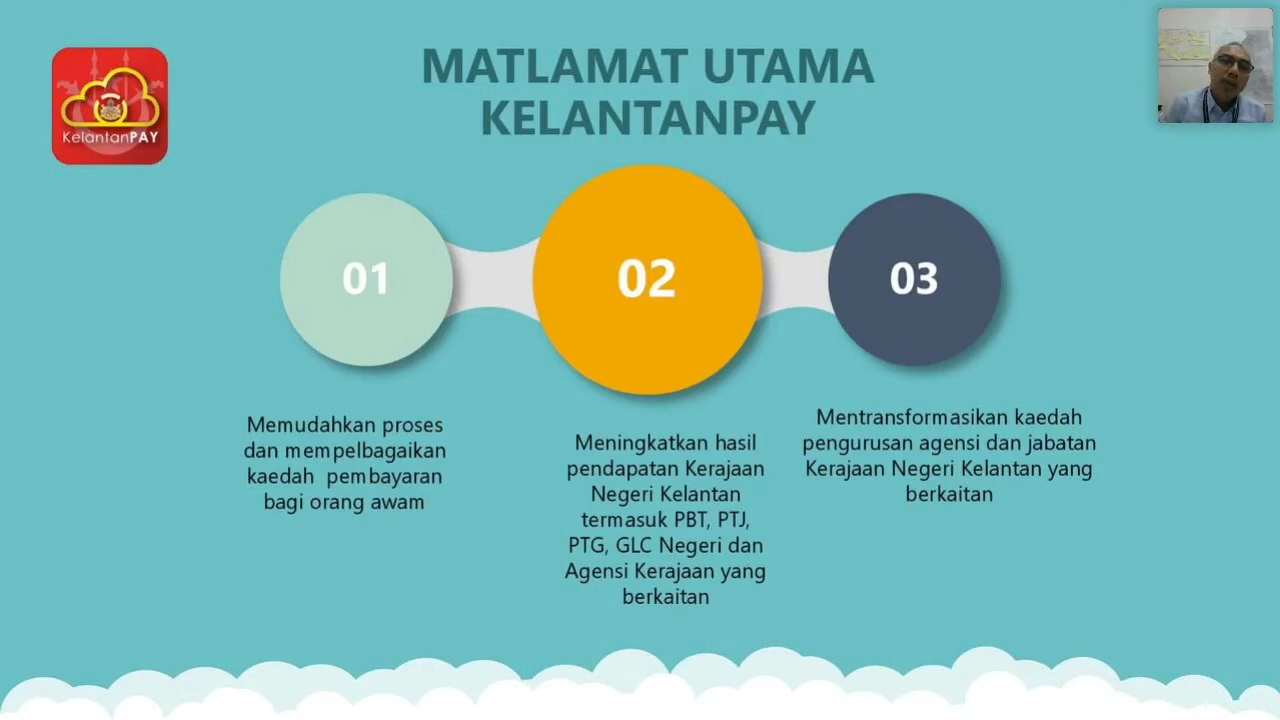 KelantanPAY
MATLAMAT UTAMA
KELANTANPAY
01
02
03
Memudahkan proses
dan mempelbagaikan
kaedah pembayaran
bagi orang awam
Meningkatkan hasil
pendapatan Kerajaan
Negeri Kelantan
termasuk PBT, PTJ,
PTG, GLC Negeri dan
Agensi Kerajaan yang
berkaitan
Mentransformasikan kaedah
pengurusan agensi dan jabatan
Kerajaan Negeri Kelantan yang
berkaitan